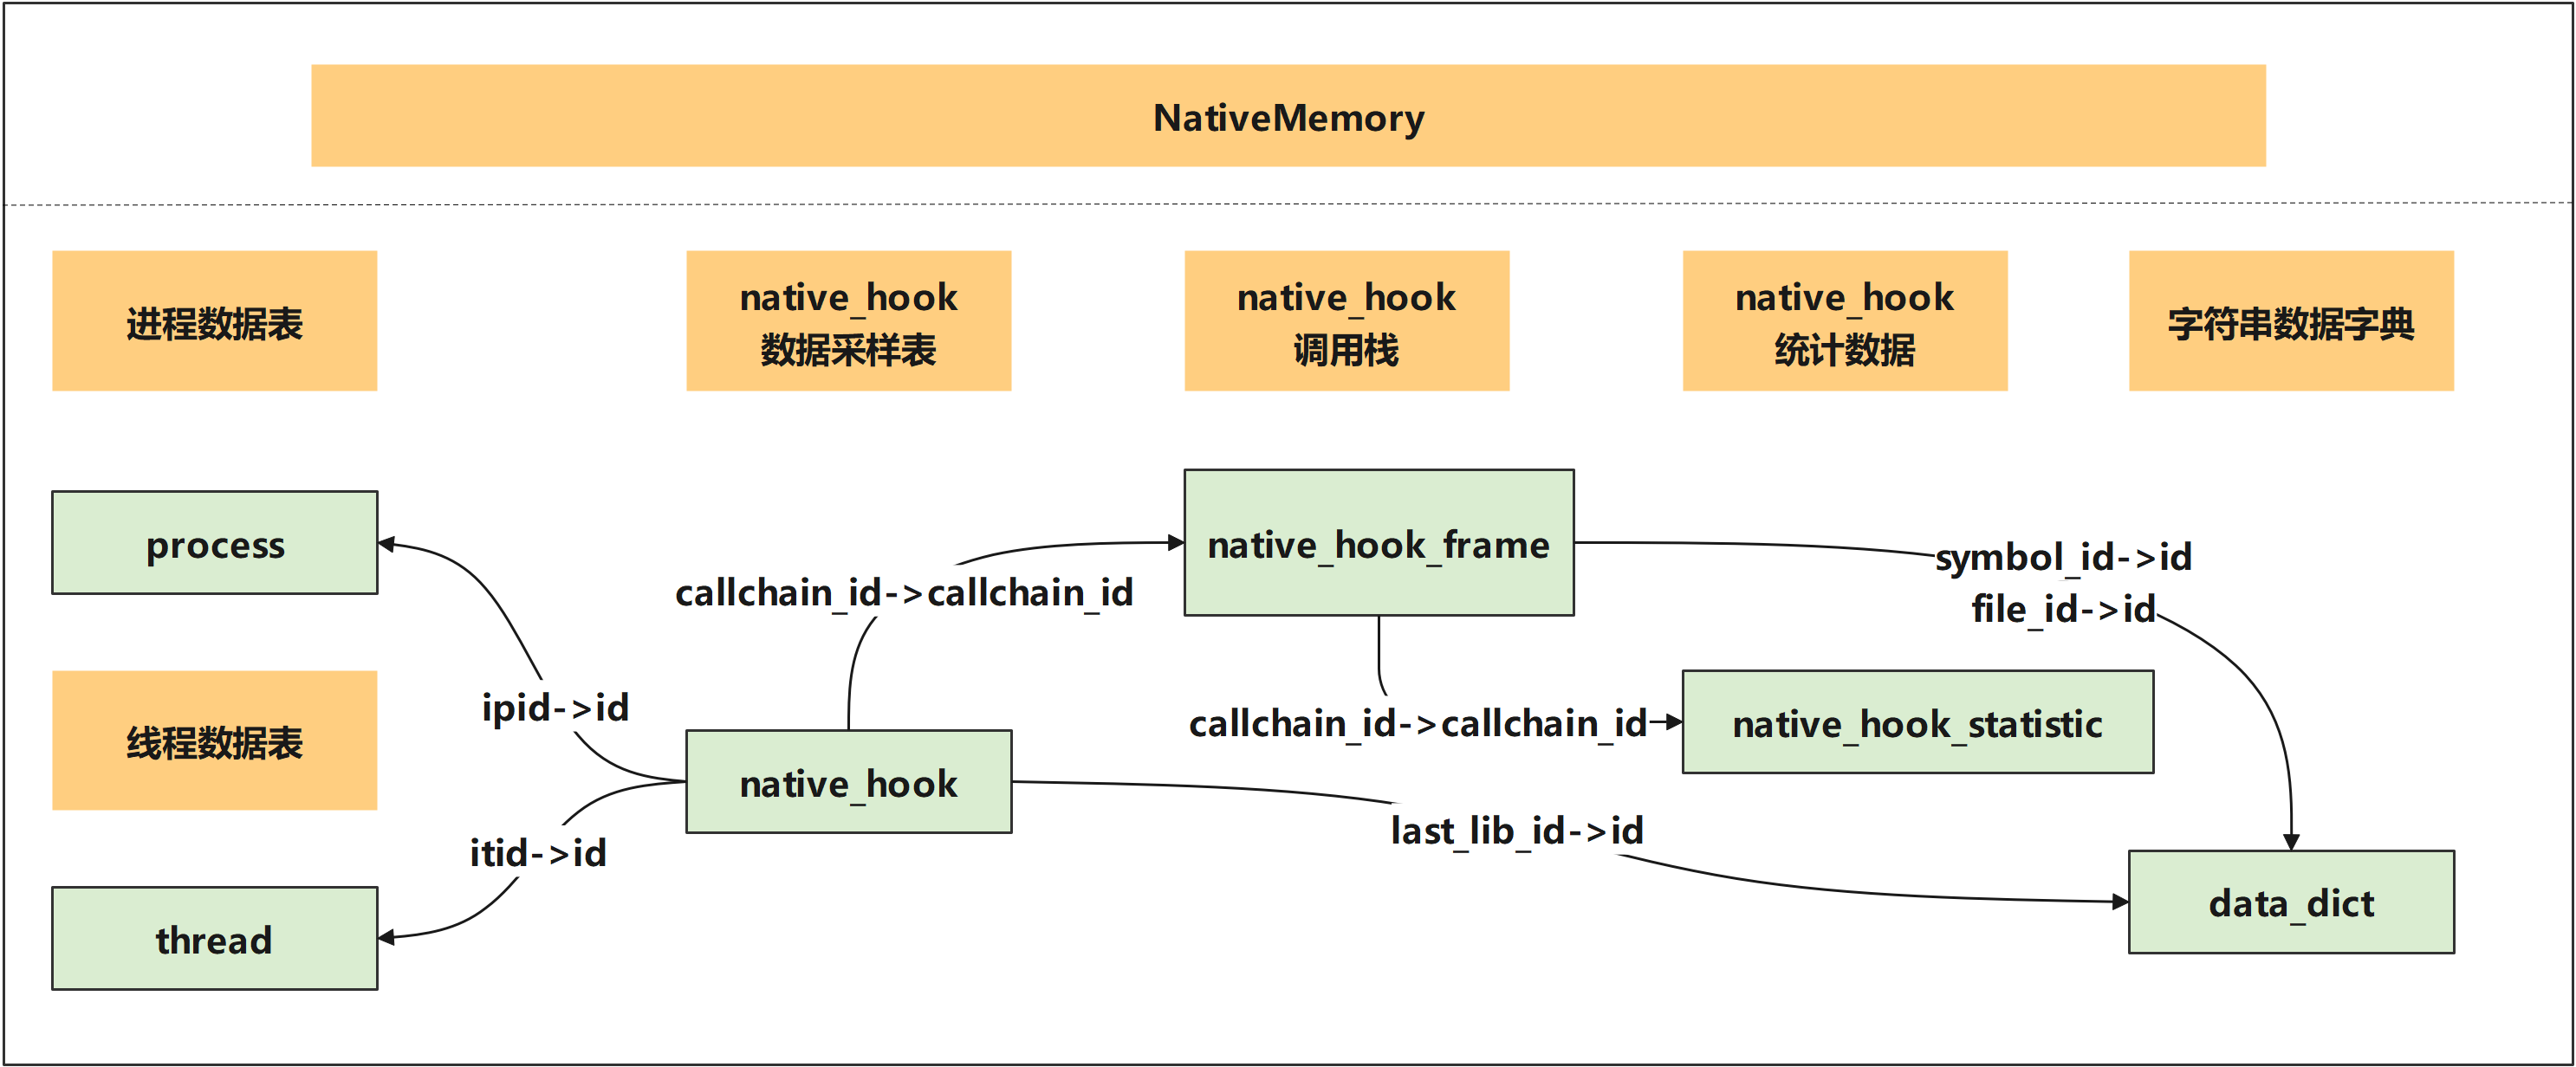 NativeMemory
进程数据表
native_hook
数据采样表
native_hook
调用栈
native_hook
统计数据
字符串数据字典
process
native_hook_frame
symbol_id->id
file_id->id
callchain_id->callchain_id
ipid->id
线程数据表
callchain_id->callchain_id
native_hook_statistic
native_hook
last_lib_id->id
itid->id
thread
data_dict